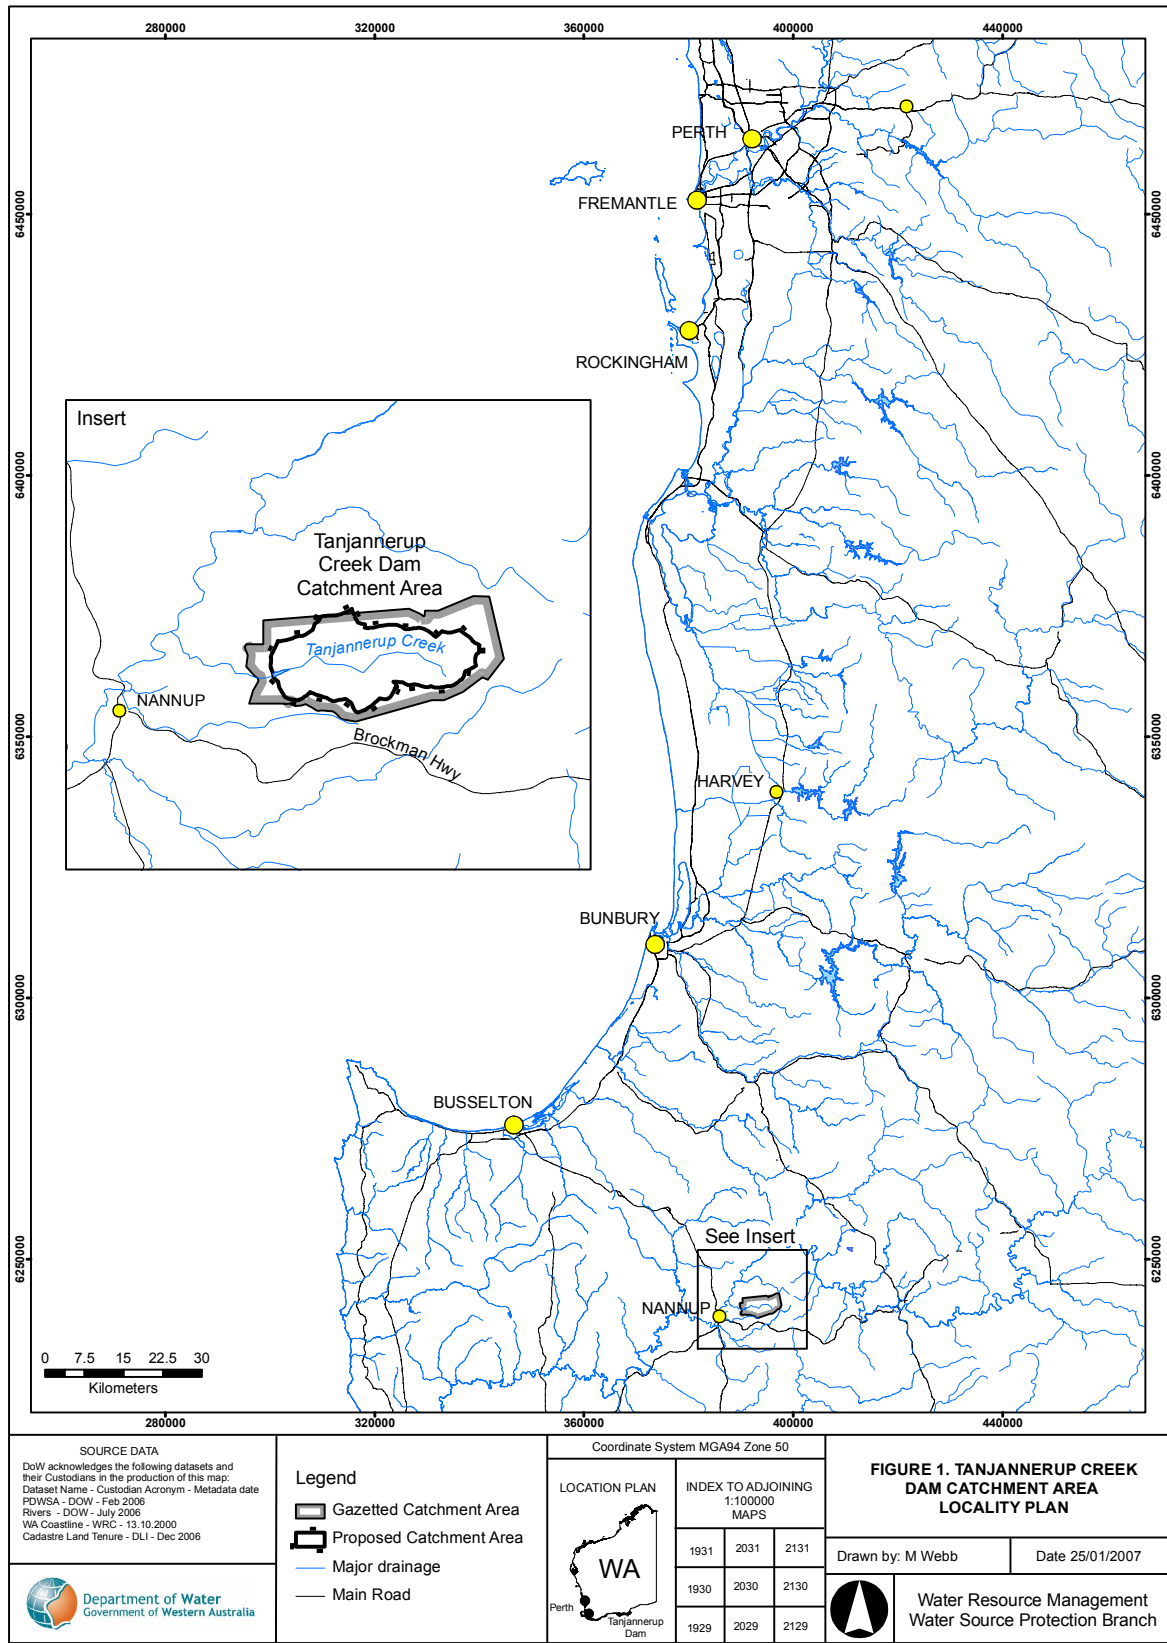 280000
320000
360000
400000
440000
PERTH
FREMANTLE
6450000
6450000
ROCKINGHAM
Insert
6400000
6400000
Tanjannerup
Creek Dam
Catchment Area
Tanjannerup Creek
NANNUP
Brockman Hwy
6350000
6350000
HARVEY
BUNBURY
6300000
6300000
BUSSELTON
See Insert
6250000
6250000
NANNUP
0 7.5 15 22.5 30
Kilometers
280000
320000
360000
400000
440000
SOURCE DATA
DoW acknowledges the following datasets and
their Custodians in the production of this map:
Dataset Name - Custodian Acronym - Metadata date
PDWSA - DOW - Feb 2006
Rivers - DOW - July 2006
WA Coastline - WRC - 13.10.2000
Cadastre Land Tenure - DLI - Dec 2006
Department of Water
Government of Western Australia
Legend
Gazetted Catchment Area
Proposed Catchment Area
Major drainage
Main Road
Coordinate System MGA94 Zone 50
LOCATION PLAN
WA
Perth
Tanjannerup
Dam
INDEX TO ADJOINING
1:100000
MAPS
1931 2031 2131
1930 2030 2130
1929 2029 2129
FIGURE 1. TANJANNERUP CREEK
DAM CATCHMENT AREA
LOCALITY PLAN
Drawn by: M Webb
Date 25/01/2007
Water Resource Management
Water Source Protection Branch